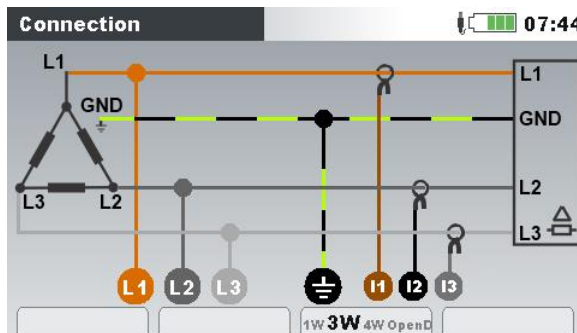 Connection 07:44
L1 L1
GND GND
L3 L2 L2
L3
L1 L2 L3 I1 I2 I3
1W 3W 4W OpenD